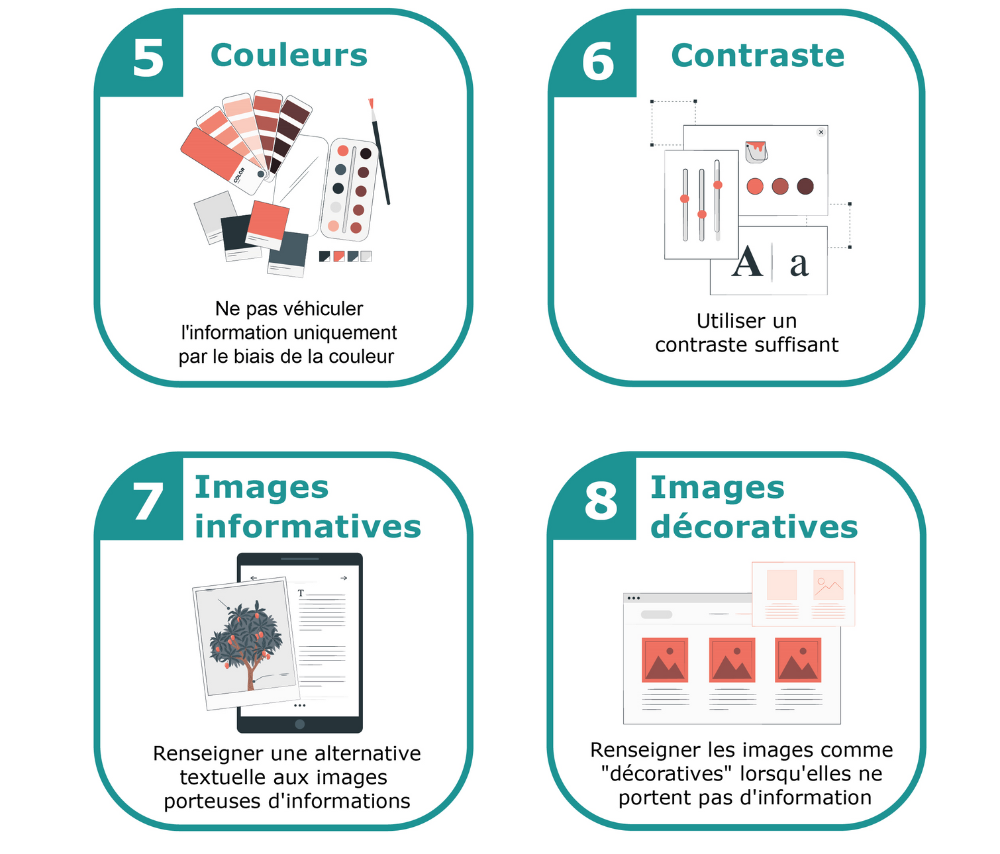 5
Couleurs
COLOR
Ne pas véhiculer
l'information uniquement
par le biais de la couleur
6
Contraste
A a
Utiliser un
contraste suffisant
7
Images
informatives
T
Renseigner une alternative
textuelle aux images
porteuses d'informations
8
Images
décoratives
Renseigner les images comme
"décoratives" lorsqu'elles ne
portent pas d'information